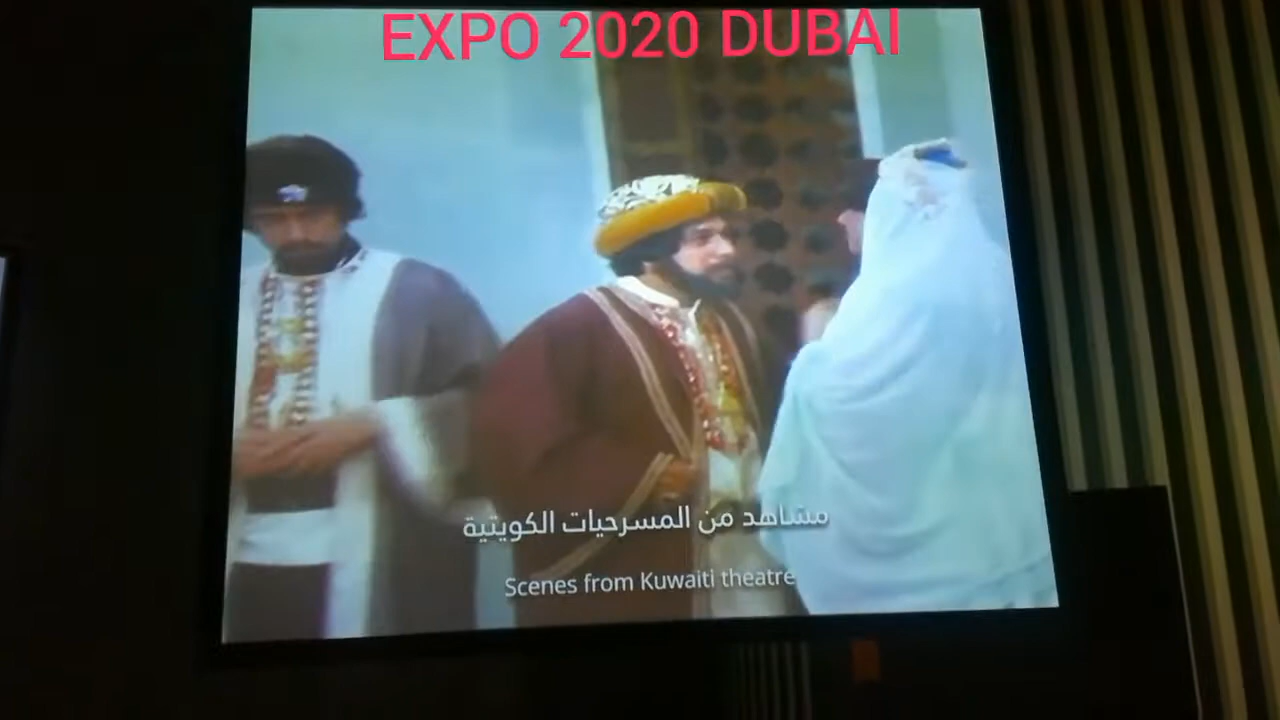 EXPO 2020 DUBAI
مشاهد من المسرحيات الكويتية
Scenes from Kuwaiti theatre